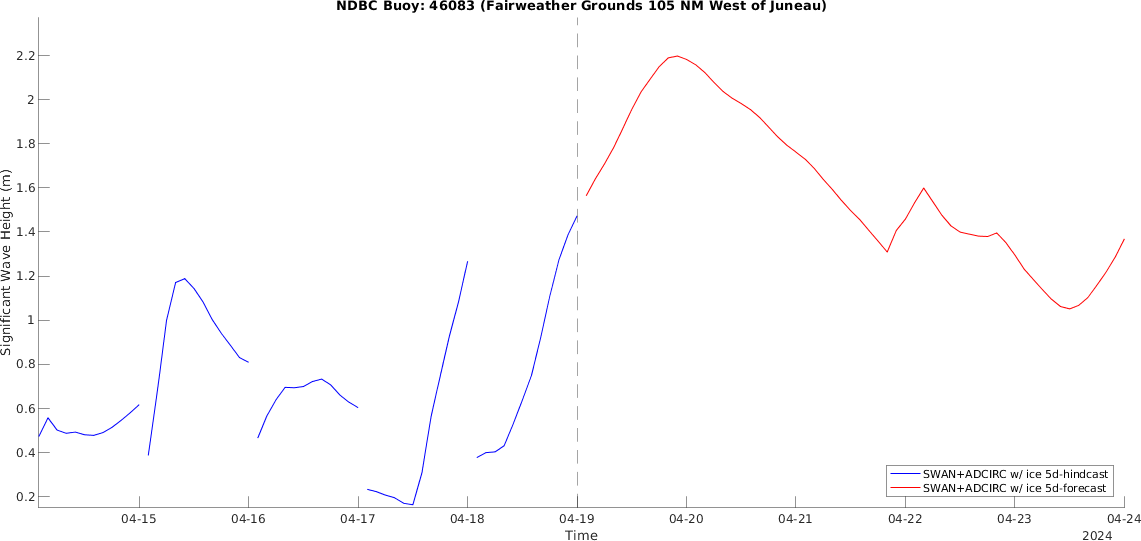 NDBC Buoy: 46083 (Fairweather Grounds 105 NM West of Juneau)
Significant Wave Height (m)
2.2
2
1.8
1.6
1.4
1.2
1
0.8
0.6
0.4
0.2
SWAN+ADCIRC w/ ice 5d-hindcast
SWAN+ADCIRC w/ ice 5d-forecast
04-15 04-16 04-17 04-18 04-19 04-20 04-21 04-22 04-23 04-24
Time
2024